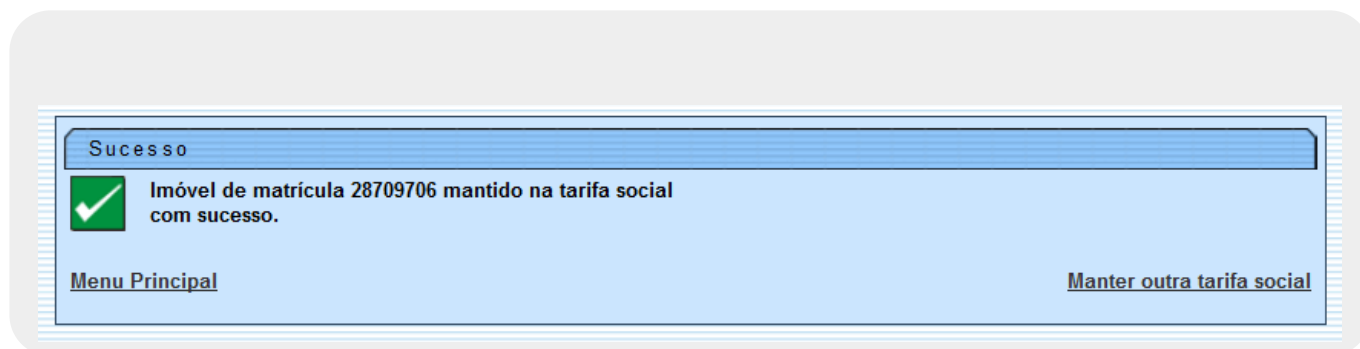 Sucesso
Imóvel de matrícula 28709706 mantido na tarifa social
com sucesso.
Menu Principal
Manter outra tarifa social